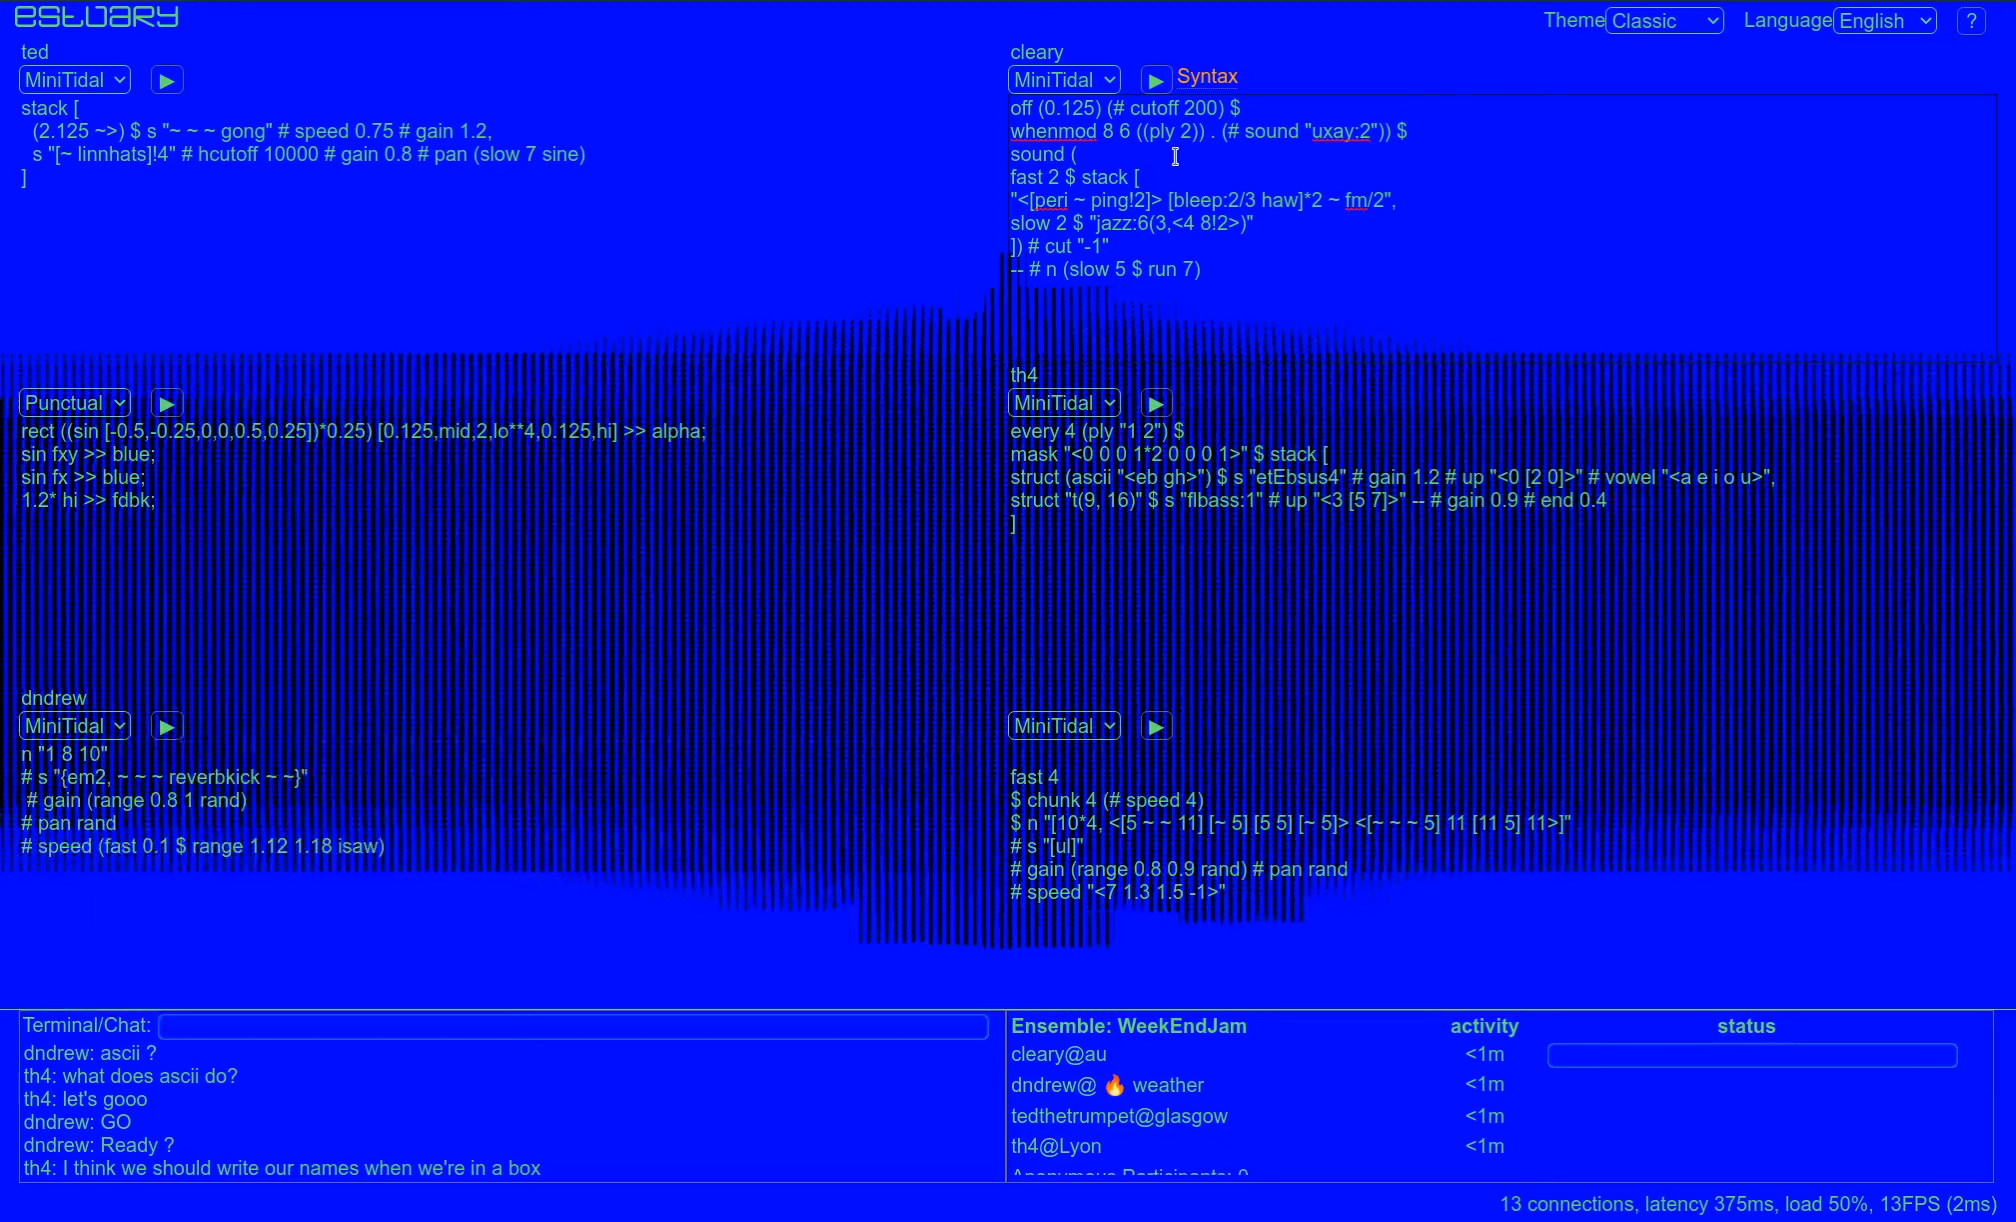 estuary
Theme Classic Language English ?
ted
MiniTidal
stack [
(2.125 ~>) $ s "~ ~ ~ gong" # speed 0.75 # gain 1.2,
s "[~ linnhats]!4" # hcutoff 10000 # gain 0.8 # pan (slow 7 sine)
]
cleary
MiniTidal Syntax
off (0.125) (# cutoff 200) $
whenmod 8 6 ((ply 2)) . (# sound "uxay:2")) $
sound (
fast 2 $ stack [
"<[peri ~ ping!2]> [bleep:2/3 haw]*2 ~ fm/2",
slow 2 $ "jazz:6(3,<4 8!2>)"
]) # cut "-1"
-- # n (slow 5 $ run 7)
Punctual
rect ((sin [-0.5,-0.25,0,0,0.5,0.25])*0.25) [0.125,mid,2,lo**4,0.125,hi] >> alpha;
sin fxy >> blue;
sin fx >> blue;
1.2* hi >> fdbk;
th4
MiniTidal
every 4 (ply "1 2") $
mask "<0 0 0 1*2 0 0 0 1>" $ stack [
struct (ascii "<eb gh>") $ s "etEbsus4" # gain 1.2 # up "<0 [2 0]>" # vowel "<a e i o u>",
struct "t(9, 16)" $ s "flbass:1" # up "<3 [5 7]>" -- # gain 0.9 # end 0.4
]
dndrew
MiniTidal
n "1 8 10"
# s "{em2, ~ ~ ~ reverbkick ~ ~}"
# gain (range 0.8 1 rand)
# pan rand
# speed (fast 0.1 $ range 1.12 1.18 isaw)
MiniTidal
fast 4
$ chunk 4 (# speed 4)
$ n "[10*4, <[5 ~ ~ 11] [~ 5] [5 5] [~ 5]> <[~ ~ ~ 5] 11 [11 5] 11>]"
# s "[ul]"
# gain (range 0.8 0.9 rand) # pan rand
# speed "<7 1.3 1.5 -1>"
Terminal/Chat:
dndrew: ascii ?
th4: what does ascii do?
th4: let's gooo
dndrew: GO
dndrew: Ready ?
th4: I think we should write our names when we're in a box
Ensemble: WeekEndJam activity status
cleary@au <1m
dndrew@ 🔥 weather <1m
tedthetrumpet@glasgow <1m
th4@Lyon <1m
Anonymous Participants: 0
13 connections, latency 375ms, load 50%, 13FPS (2ms)